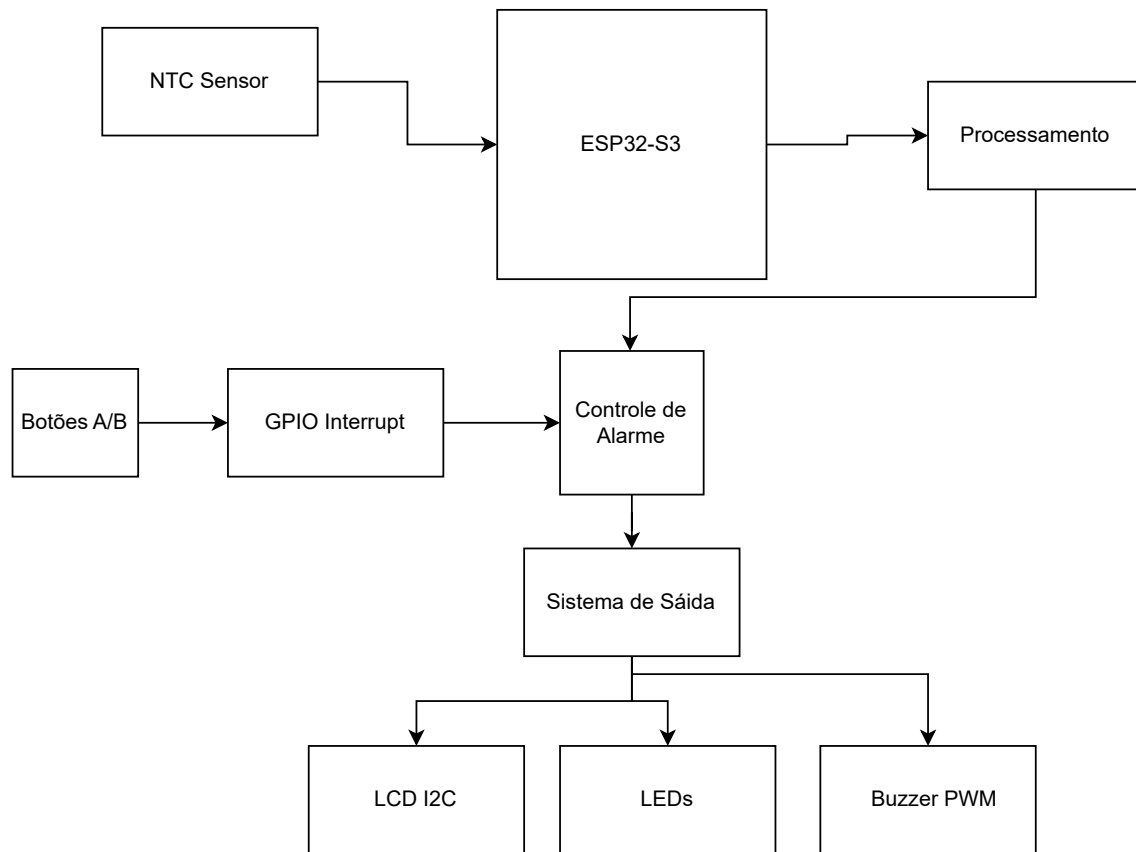 NTC Sensor
ESP32-S3
Processamento
Botões A/B
GPIO Interrupt
Controle de
Alarme
Sistema de Sáida
LCD I2C
LEDs
Buzzer PWM